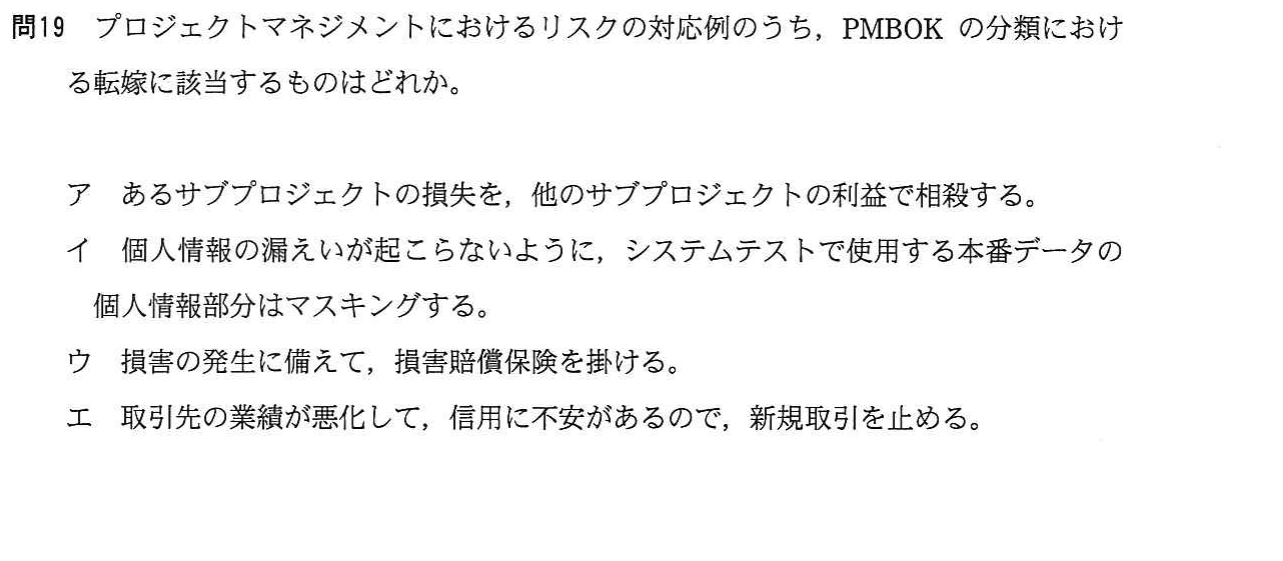 問19　プロジェクトマネジメントにおけるリスクの対応例のうち，PMBOK の分類におけ
る転嫁に該当するものはどれか。
ア　あるサブプロジェクトの損失を，他のサブプロジェクトの利益で相殺する。
イ　個人情報の漏えいが起こらないように，システムテストで使用する本番データの
個人情報部分はマスキングする。
ウ　損害の発生に備えて，損害賠償保険を掛ける。
エ　取引先の業績が悪化して，信用に不安があるので，新規取引を止める。